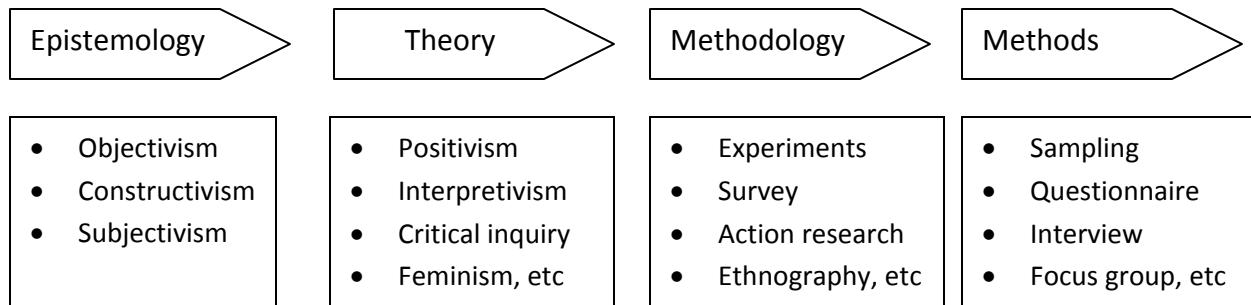 Epistemology
Theory
Methodology
Methods
• Objectivism
• Constructivism
• Subjectivism
• Positivism
• Interpretivism
• Critical inquiry
• Feminism, etc
• Experiments
• Survey
• Action research
• Ethnography, etc
• Sampling
• Questionnaire
• Interview
• Focus group, etc